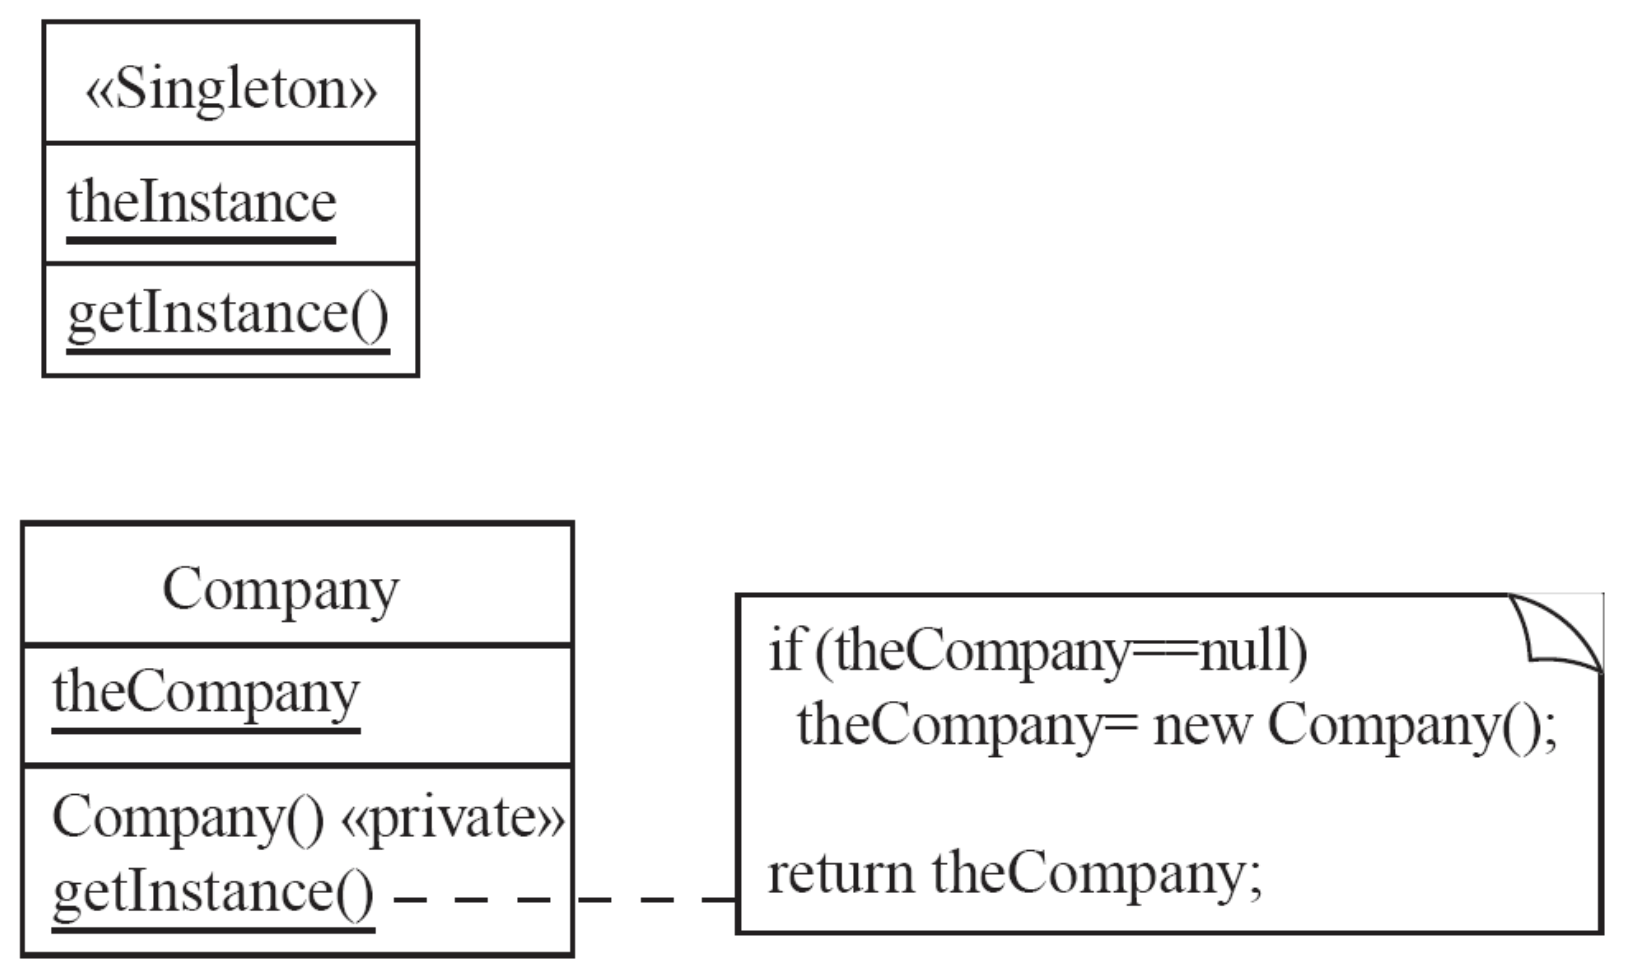 «Singleton»
theInstance
getInstance()
Company
theCompany
Company() «private»
getInstance()
if (theCompany==null)
theCompany= new Company();
return theCompany;